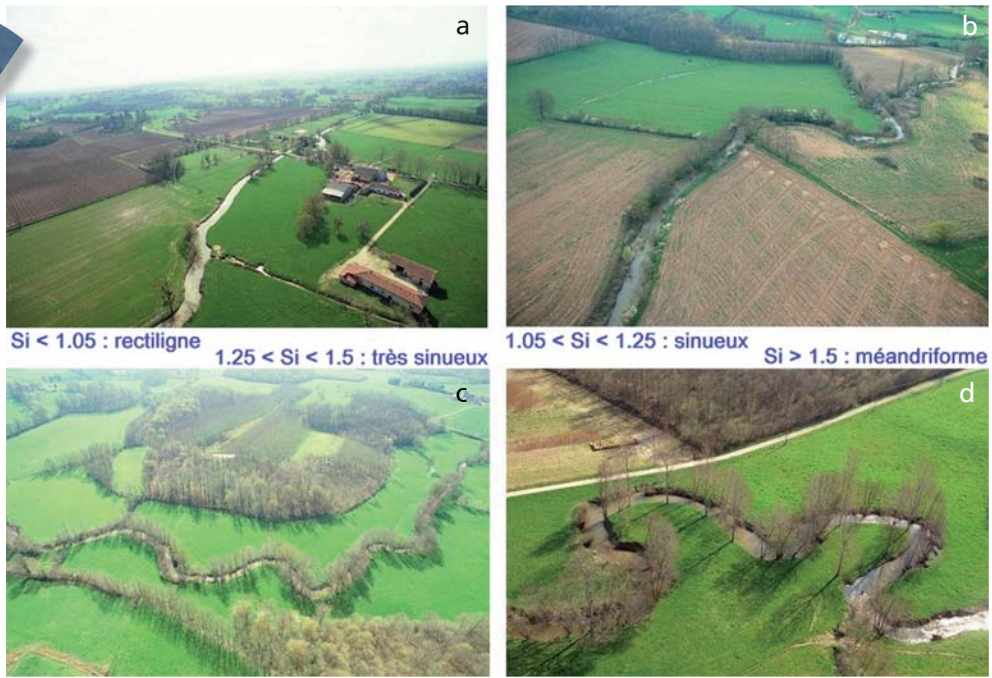 a
b
Si < 1.05 : rectiligne
1.25 < Si < 1.5 : très sinueux
1.05 < Si < 1.25 : sinueux
Si > 1.5 : méandriforme
c
d